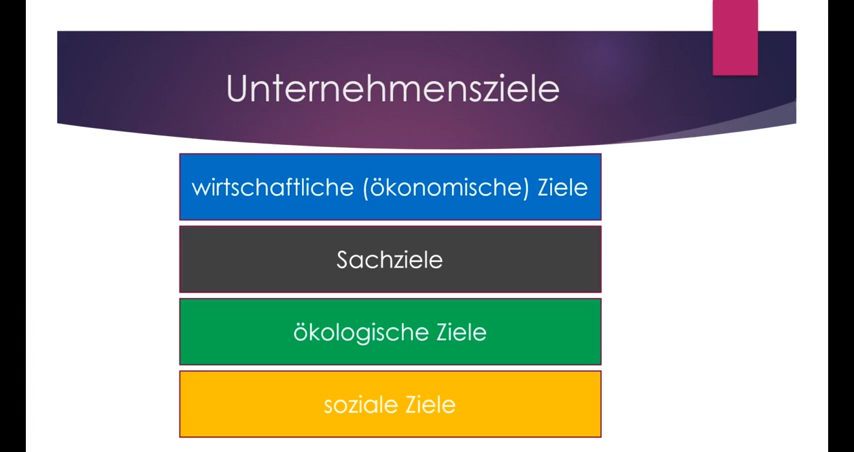 Unternehmensziele
wirtschaftliche (ökonomische) Ziele
Sachziele
ökologische Ziele
soziale Ziele